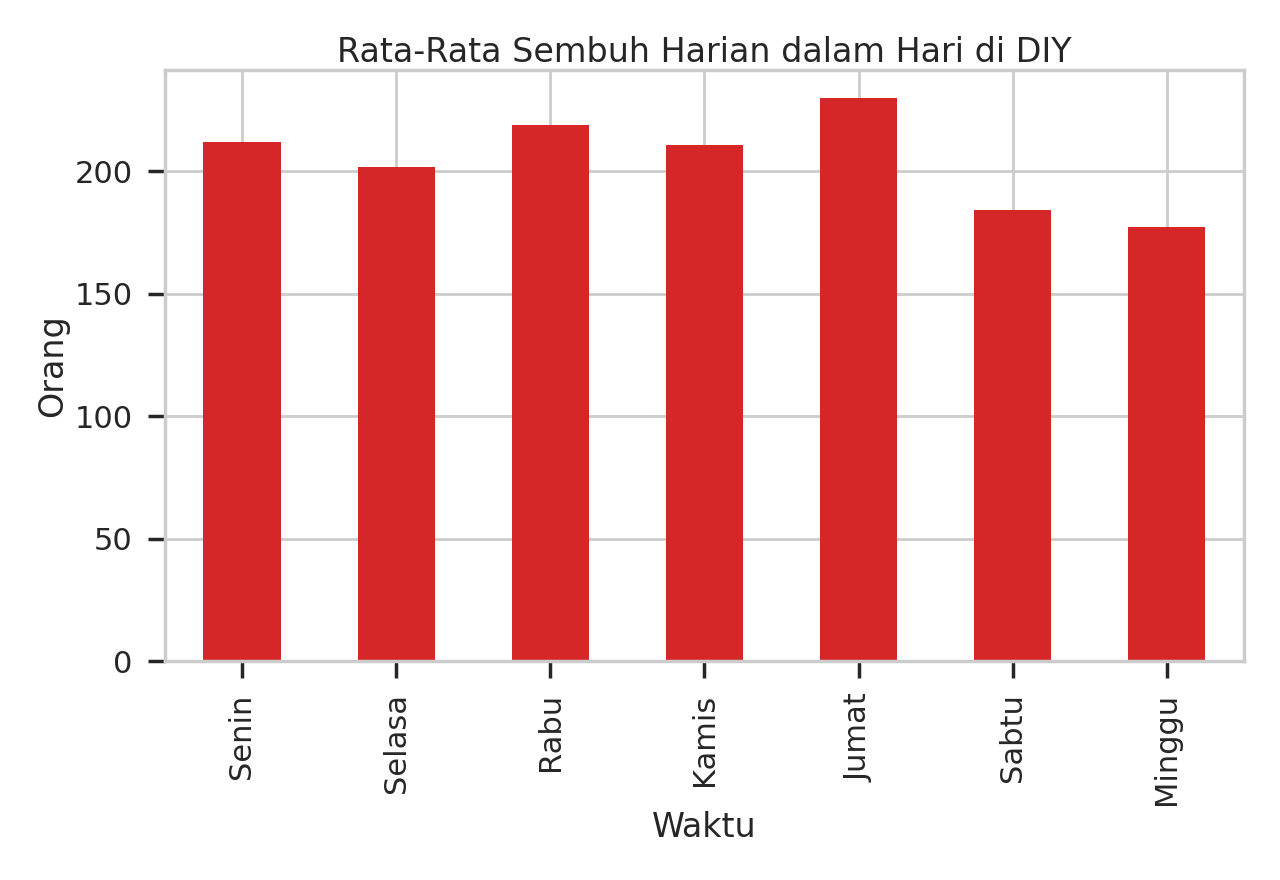 Rata-Rata Sembuh Harian dalam Hari di DIY
Orang
200
150
100
50
0
Senin
Selasa
Rabu
Kamis
Jumat
Sabtu
Minggu
Waktu